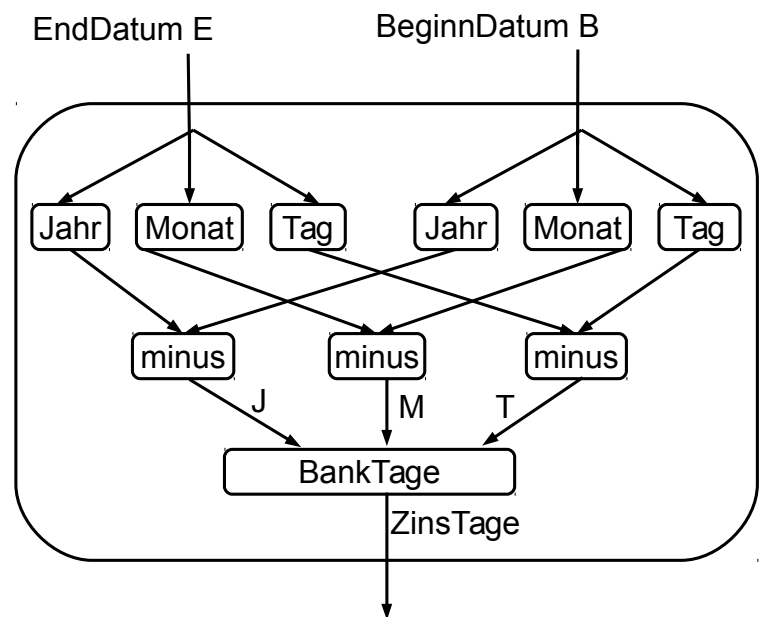 EndDatum E
BeginnDatum B
Jahr
Monat
Tag
Jahr
Monat
Tag
minus
minus
minus
J
M
T
BankTage
ZinsTage